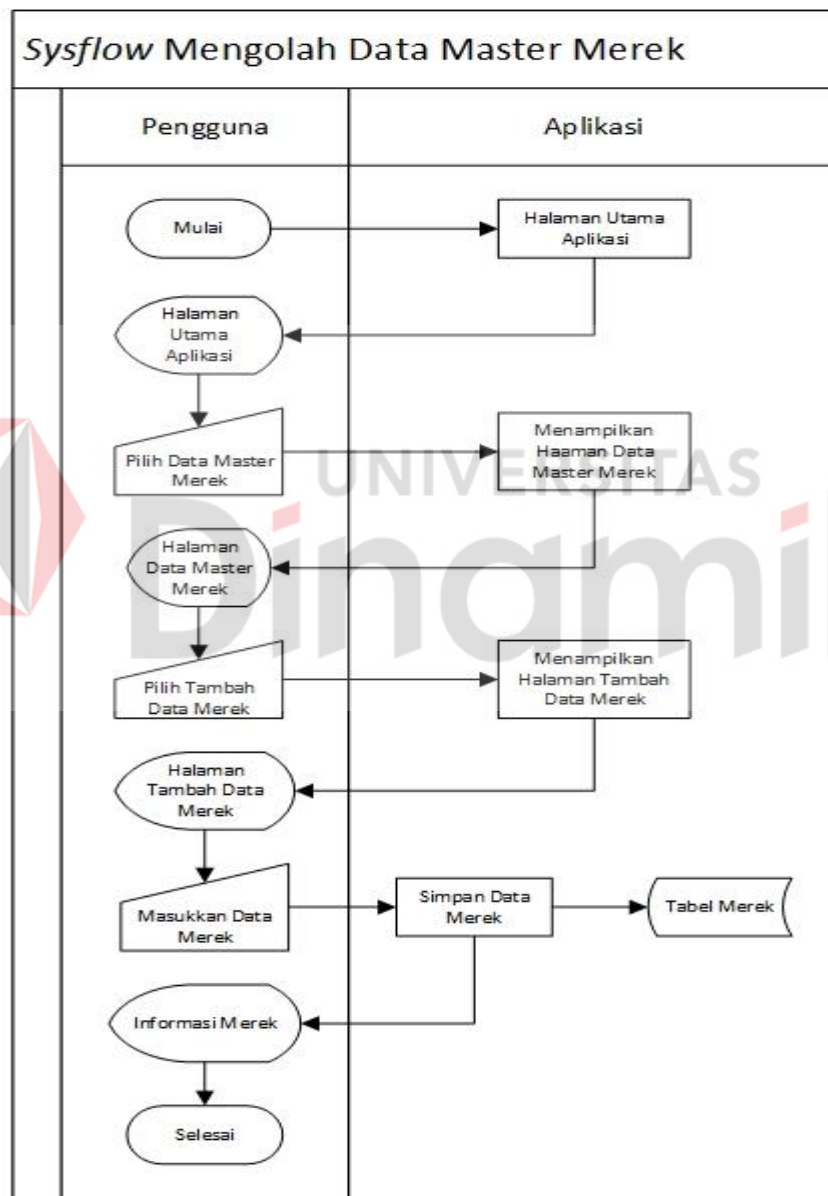 Sysflow Mengolah Data Master Merek
Pengguna
Aplikasi
Mulai
Halaman Utama
Aplikasi
Halaman
Utama
Aplikasi
Pilih Data Master
Merek
Menampilkan
Haaman Data
Master Merek
UNIVERSITAS
Dinami
Halaman
Data Master
Merek
Pilih Tambah
Data Merek
Menampilkan
Halaman Tambah
Data Merek
Halaman
Tambah Data
Merek
Masukkan Data
Merek
Simpan Data
Merek
Tabel Merek
Informasi Merek
Selesai